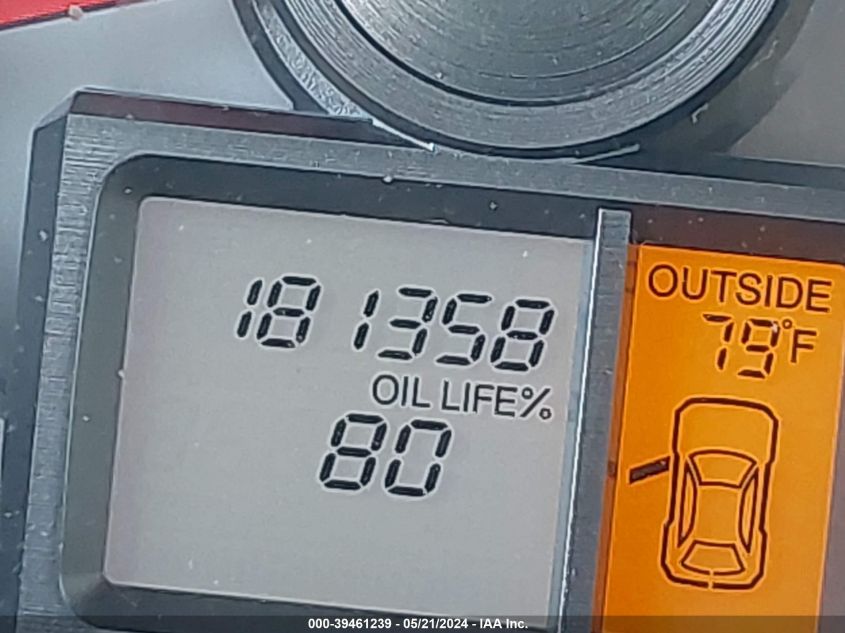 181358
OIL LIFE%
80
OUTSIDE
79°F
000-39461239 - 05/21/2024 - IAA Inc.